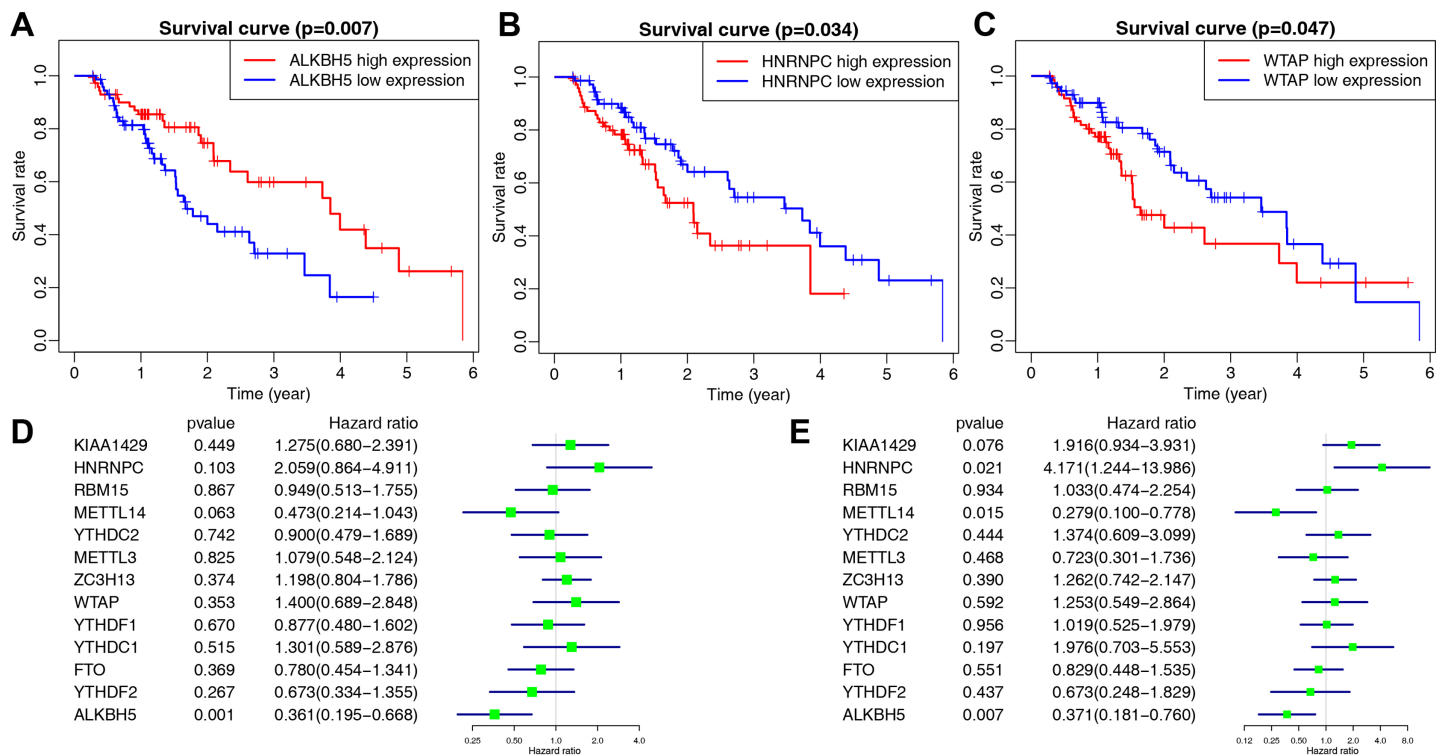 A
Survival curve (p=0.007)
ALKBH5 high expression
ALKBH5 low expression
Survival rate
1.0
0.8
0.6
0.4
0.2
0.0
0 1 2 3 4 5 6
Time (year)
B
Survival curve (p=0.034)
HNRNPC high expression
HNRNPC low expression
Survival rate
1.0
0.8
0.6
0.4
0.2
0.0
0 1 2 3 4 5 6
Time (year)
C
Survival curve (p=0.047)
WTAP high expression
WTAP low expression
Survival rate
1.0
0.8
0.6
0.4
0.2
0.0
0 1 2 3 4 5 6
Time (year)
D
pvalue Hazard ratio
KIAA1429 0.449 1.275(0.680−2.391)
HNRNPC 0.103 2.059(0.864−4.911)
RBM15 0.867 0.949(0.513−1.755)
METTL14 0.063 0.473(0.214−1.043)
YTHDC2 0.742 0.900(0.479−1.689)
METTL3 0.825 1.079(0.548−2.124)
ZC3H13 0.374 1.198(0.804−1.786)
WTAP 0.353 1.400(0.689−2.848)
YTHDF1 0.670 0.877(0.480−1.602)
YTHDC1 0.515 1.301(0.589−2.876)
FTO 0.369 0.780(0.454−1.341)
YTHDF2 0.267 0.673(0.334−1.355)
ALKBH5 0.001 0.361(0.195−0.668)
0.25 0.50 1.0 2.0 4.0
Hazard ratio
E
pvalue Hazard ratio
KIAA1429 0.076 1.916(0.934−3.931)
HNRNPC 0.021 4.171(1.244−13.986)
RBM15 0.934 1.033(0.474−2.254)
METTL14 0.015 0.279(0.100−0.778)
YTHDC2 0.444 1.374(0.609−3.099)
METTL3 0.468 0.723(0.301−1.736)
ZC3H13 0.390 1.262(0.742−2.147)
WTAP 0.592 1.253(0.549−2.864)
YTHDF1 0.956 1.019(0.525−1.979)
YTHDC1 0.197 1.976(0.703−5.553)
FTO 0.551 0.829(0.448−1.535)
YTHDF2 0.437 0.673(0.248−1.829)
ALKBH5 0.007 0.371(0.181−0.760)
0.12 0.25 0.50 1.0 2.0 4.0 8.0
Hazard ratio